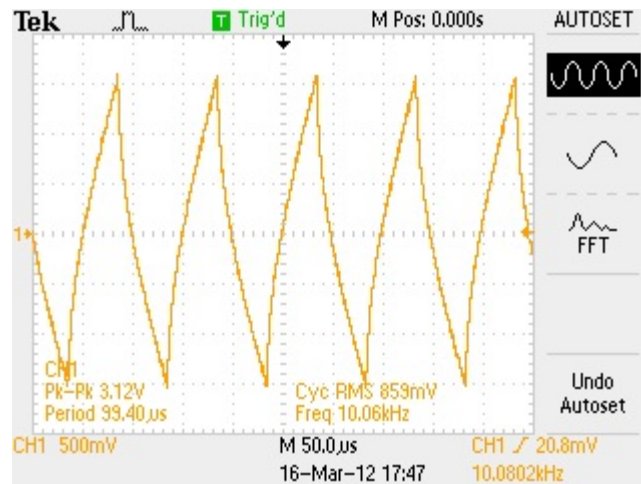 Tek
T Trig'd
M Pos: 0.000s
AUTOSET
1
FFT
CH1
Pk-Pk 3.12V
Period 99.40µs
Cyc RMS 859mV
Freq 10.06kHz
Undo
Autoset
CH1 500mV
M 50.0µs
CH1 20.8mV
16-Mar-12 17:47
10.0802kHz